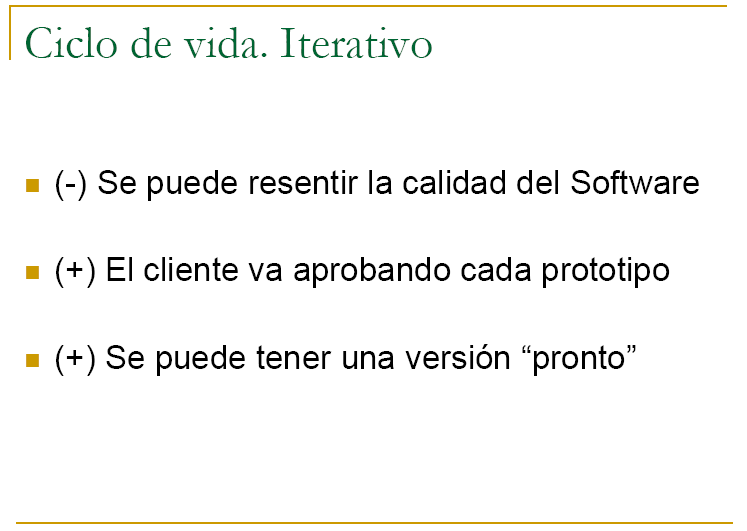 Ciclo de vida. Iterativo
(-) Se puede resentir la calidad del Software
(+) El cliente va aprobando cada prototipo
(+) Se puede tener una versión “pronto”